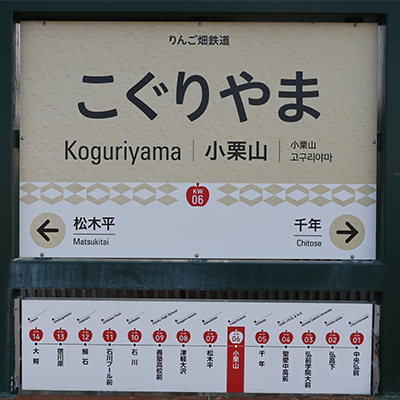 りんご畑鉄道
こぐりやま
Koguriyama
小栗山
小栗山
고구리야마
KW
06
松木平
Matsukitai
千年
Chitose
14 13 12 11 10 09 08 07 06 05 04 03 02 01
大鰐
宿川原
鯖石
石川プール前
石川
義塾高校前
津軽大沢
松木平
小栗山
千年
聖愛中高前
弘前学院大前
弘高下
中央弘前